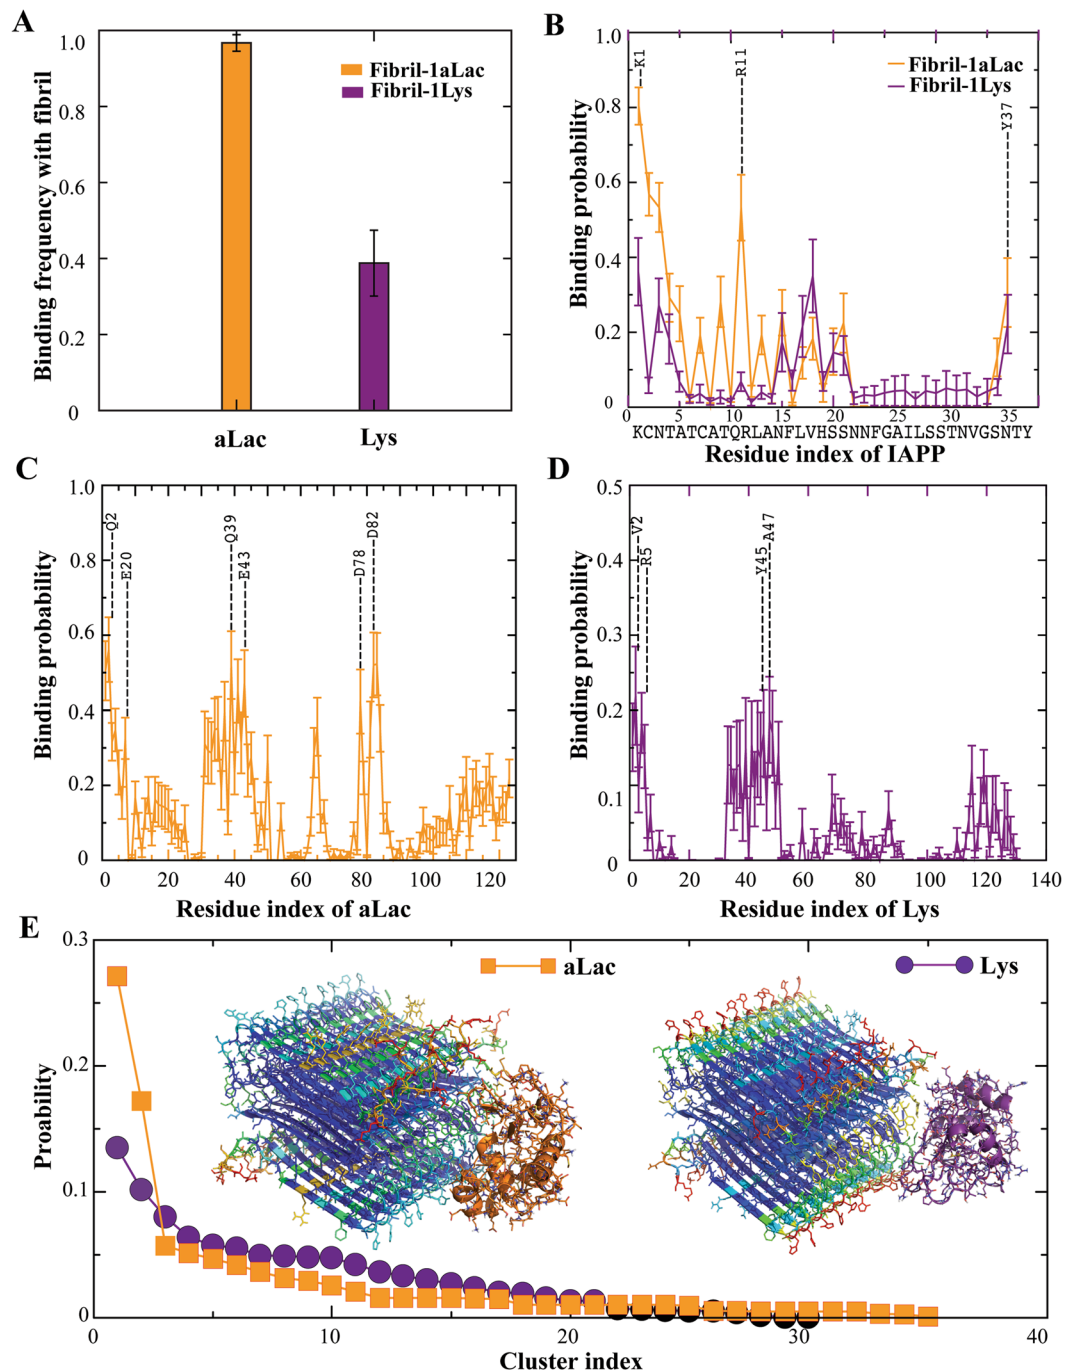 A
Binding frequency with fibril
1.0
0.8
0.6
0.4
0.2
0
Fibril-1aLac
Fibril-1Lys
aLac
Lys
B
Binding probability
1.0
0.8
0.6
0.4
0.2
0
K1
R11
Y37
Fibril-1aLac
Fibril-1Lys
0 5 10 15 20 25 30 35
KCNTATCATQRLANFLVHSSNNFGAILSSTNVGSNTY
Residue index of IAPP
C
Binding probability
1.0
0.8
0.6
0.4
0.2
0
Q2
E20
Q39
E43
D78
D82
0 20 40 60 80 100 120
Residue index of aLac
D
Binding probability
0.5
0.4
0.3
0.2
0.1
0
V2
R5
Y45
A47
0 20 40 60 80 100 120 140
Residue index of Lys
E
Proability
0.3
0.2
0.1
0
aLac
Lys
0 10 20 30 40
Cluster index